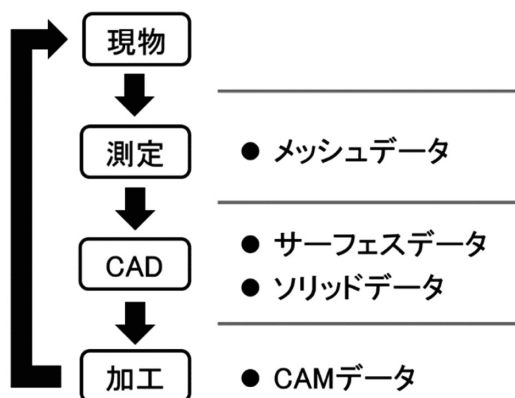 現物
測定
● メッシュデータ
CAD
● サーフェスデータ
● ソリッドデータ
加工
● CAMデータ